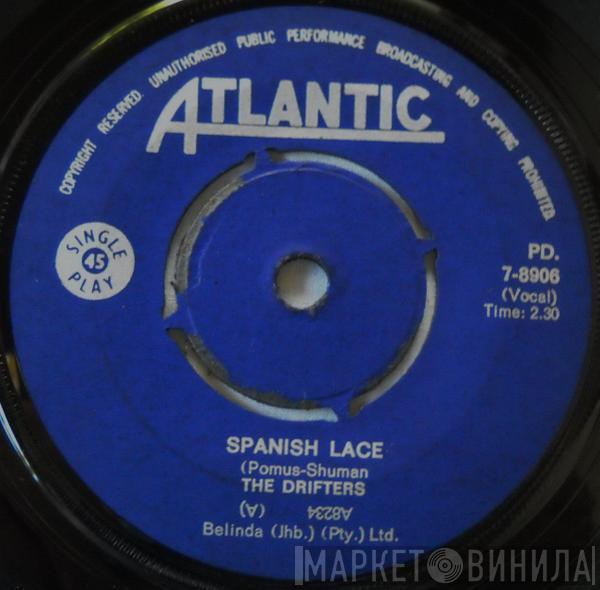 COPYRIGHT RESERVED. UNAUTHORISED PUBLIC PERFORMANCE BROADCASTING AND COPYING PROHIBITED
ATLANTIC
SINGLE
45
PLAY
PD.
7-8906
(Vocal)
Time: 2.30
SPANISH LACE
(Pomus-Shuman
THE DRIFTERS
(A) A8234
Belinda (Jhb.) (Pty.) Ltd.
МАРКЕТ ВИНИЛА